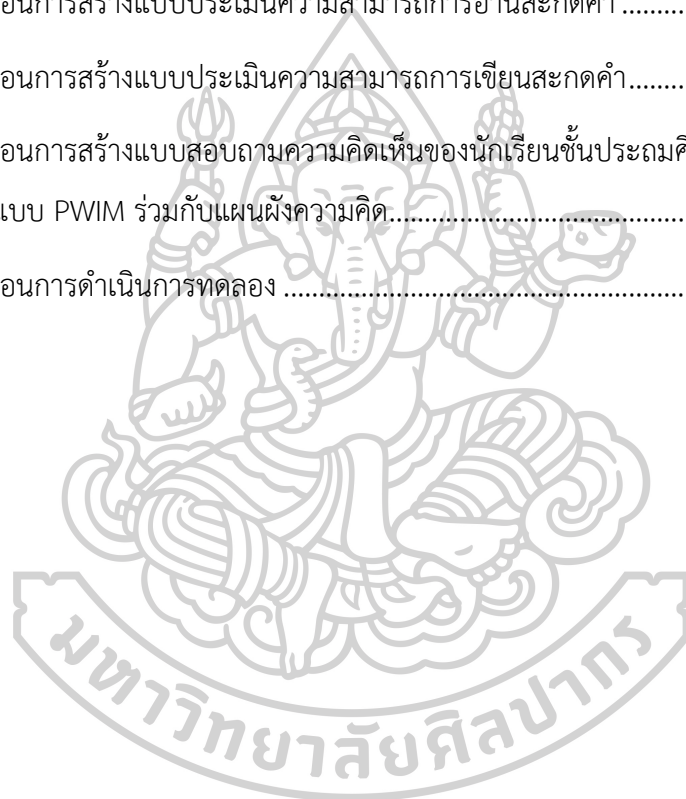 อนการสร้างแบบประเมินความสามารถการอ่านสะกดคำ .........
อนการสร้างแบบประเมินความสามารถการเขียนสะกดคำ........
อนการสร้างแบบสอบถามความคิดเห็นของนักเรียนชั้นประถมศึ
แบบ PWIM ร่วมกับแผนผังความคิด.............................................
อนการดำเนินการทดลอง .............................................................
มหาวิทยาลัยศิลปากร